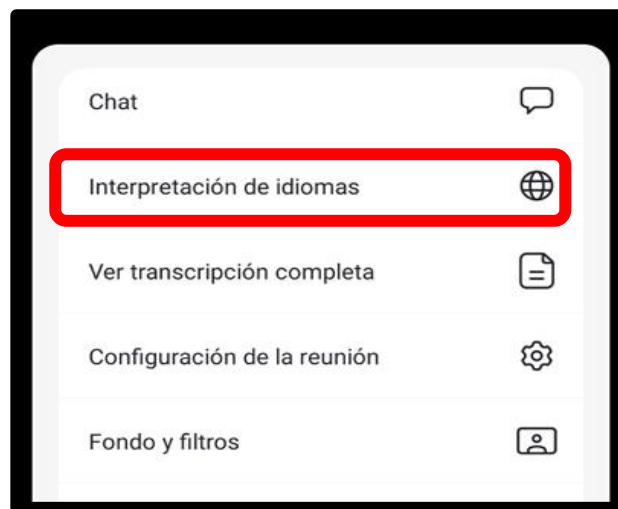 Chat
Interpretación de idiomas
Ver transcripción completa
Configuración de la reunión
Fondo y filtros